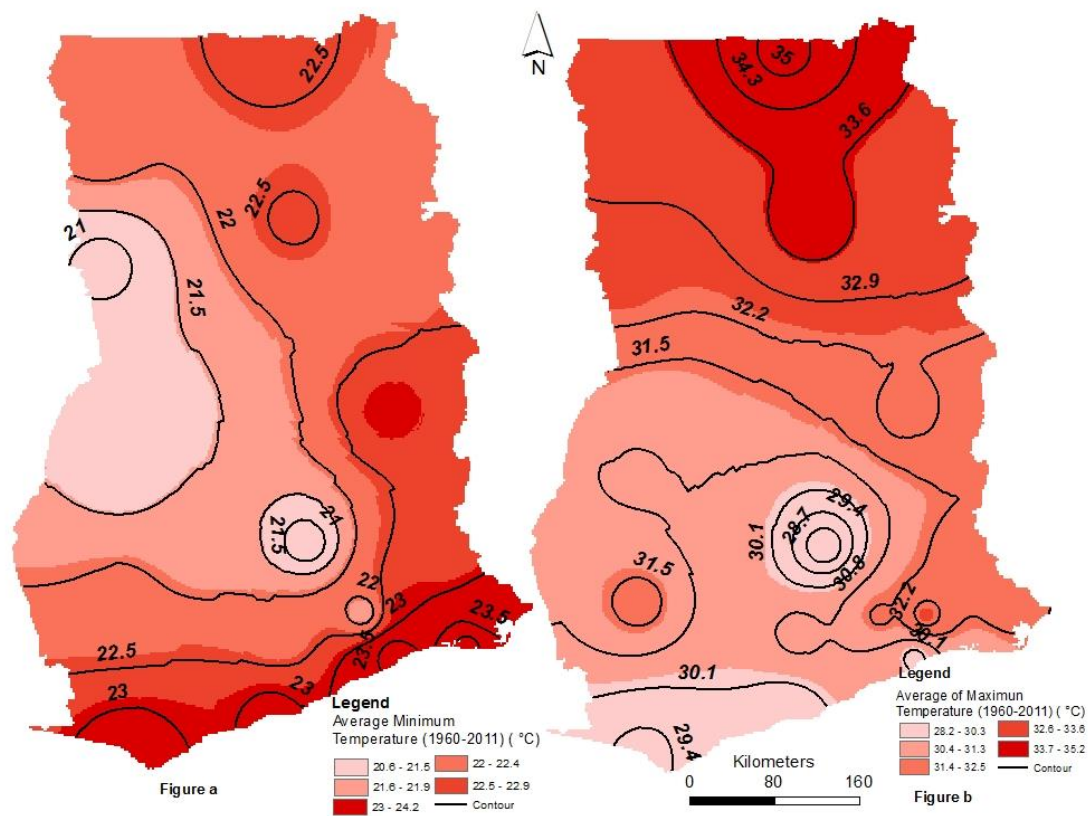 22.5
22.5
22
21
21.5
21
21.5
22
23
23.5
23.5
22.5
23
23
Legend
Average Minimum
Temperature (1960-2011) ( °C)
20.6 - 21.5
22 - 22.4
21.6 - 21.9
22.5 - 22.9
23 - 24.2
Contour
Figure a
N
35
34.3
33.6
32.9
32.2
31.5
29.4
28.7
30.1
30.8
31.5
32.2
30.1
30.1
29.4
Legend
Average of Maximun
Temperature (1960-2011) ( °C)
28.2 - 30.3
32.6 - 33.6
30.4 - 31.3
33.7 - 35.2
31.4 - 32.5
Contour
Kilometers
0 80 160
Figure b